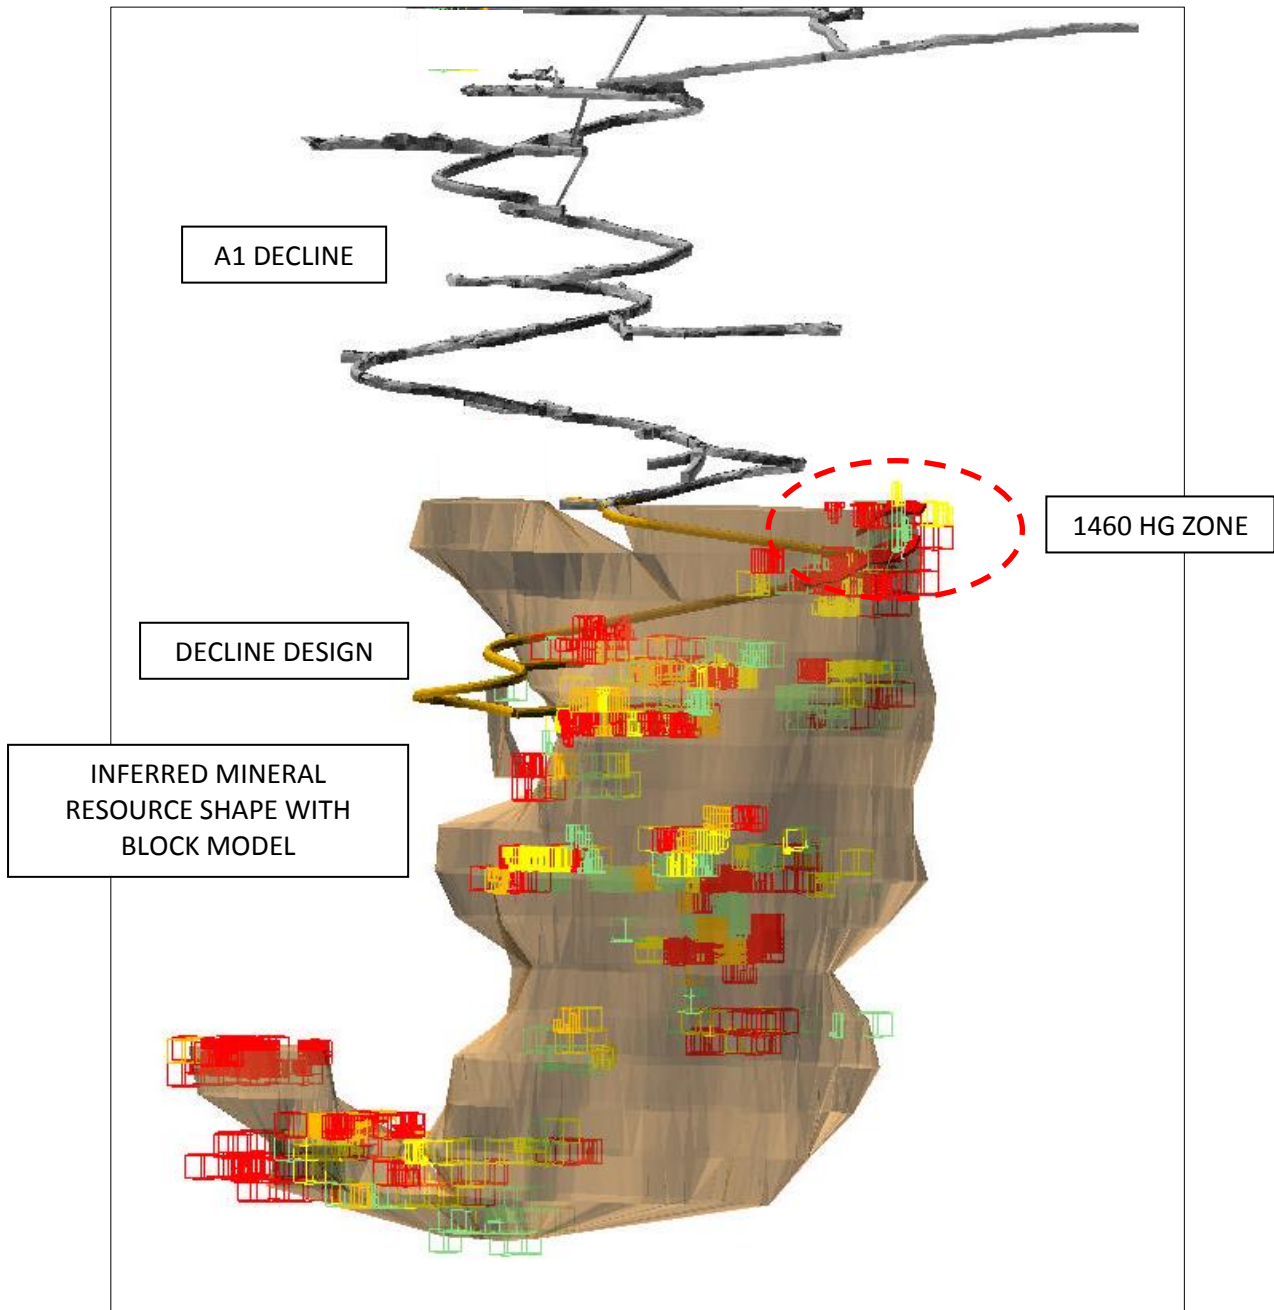 A1 DECLINE
1460 HG ZONE
DECLINE DESIGN
INFERRED MINERAL
RESOURCE SHAPE WITH
BLOCK MODEL